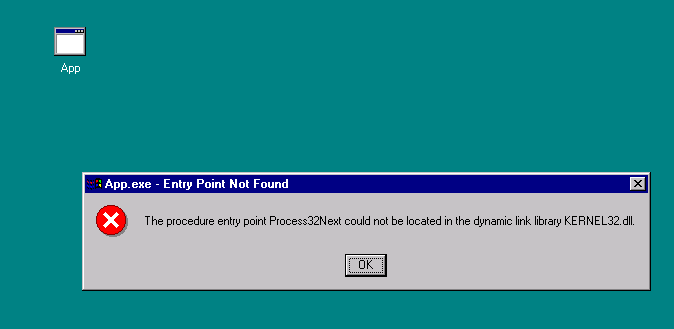 App
App.exe - Entry Point Not Found
The procedure entry point Process32Next could not be located in the dynamic link library KERNEL32.dll.
OK